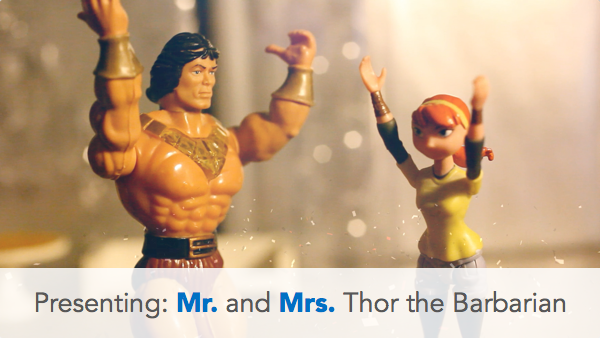 Presenting: Mr. and Mrs. Thor the Barbarian